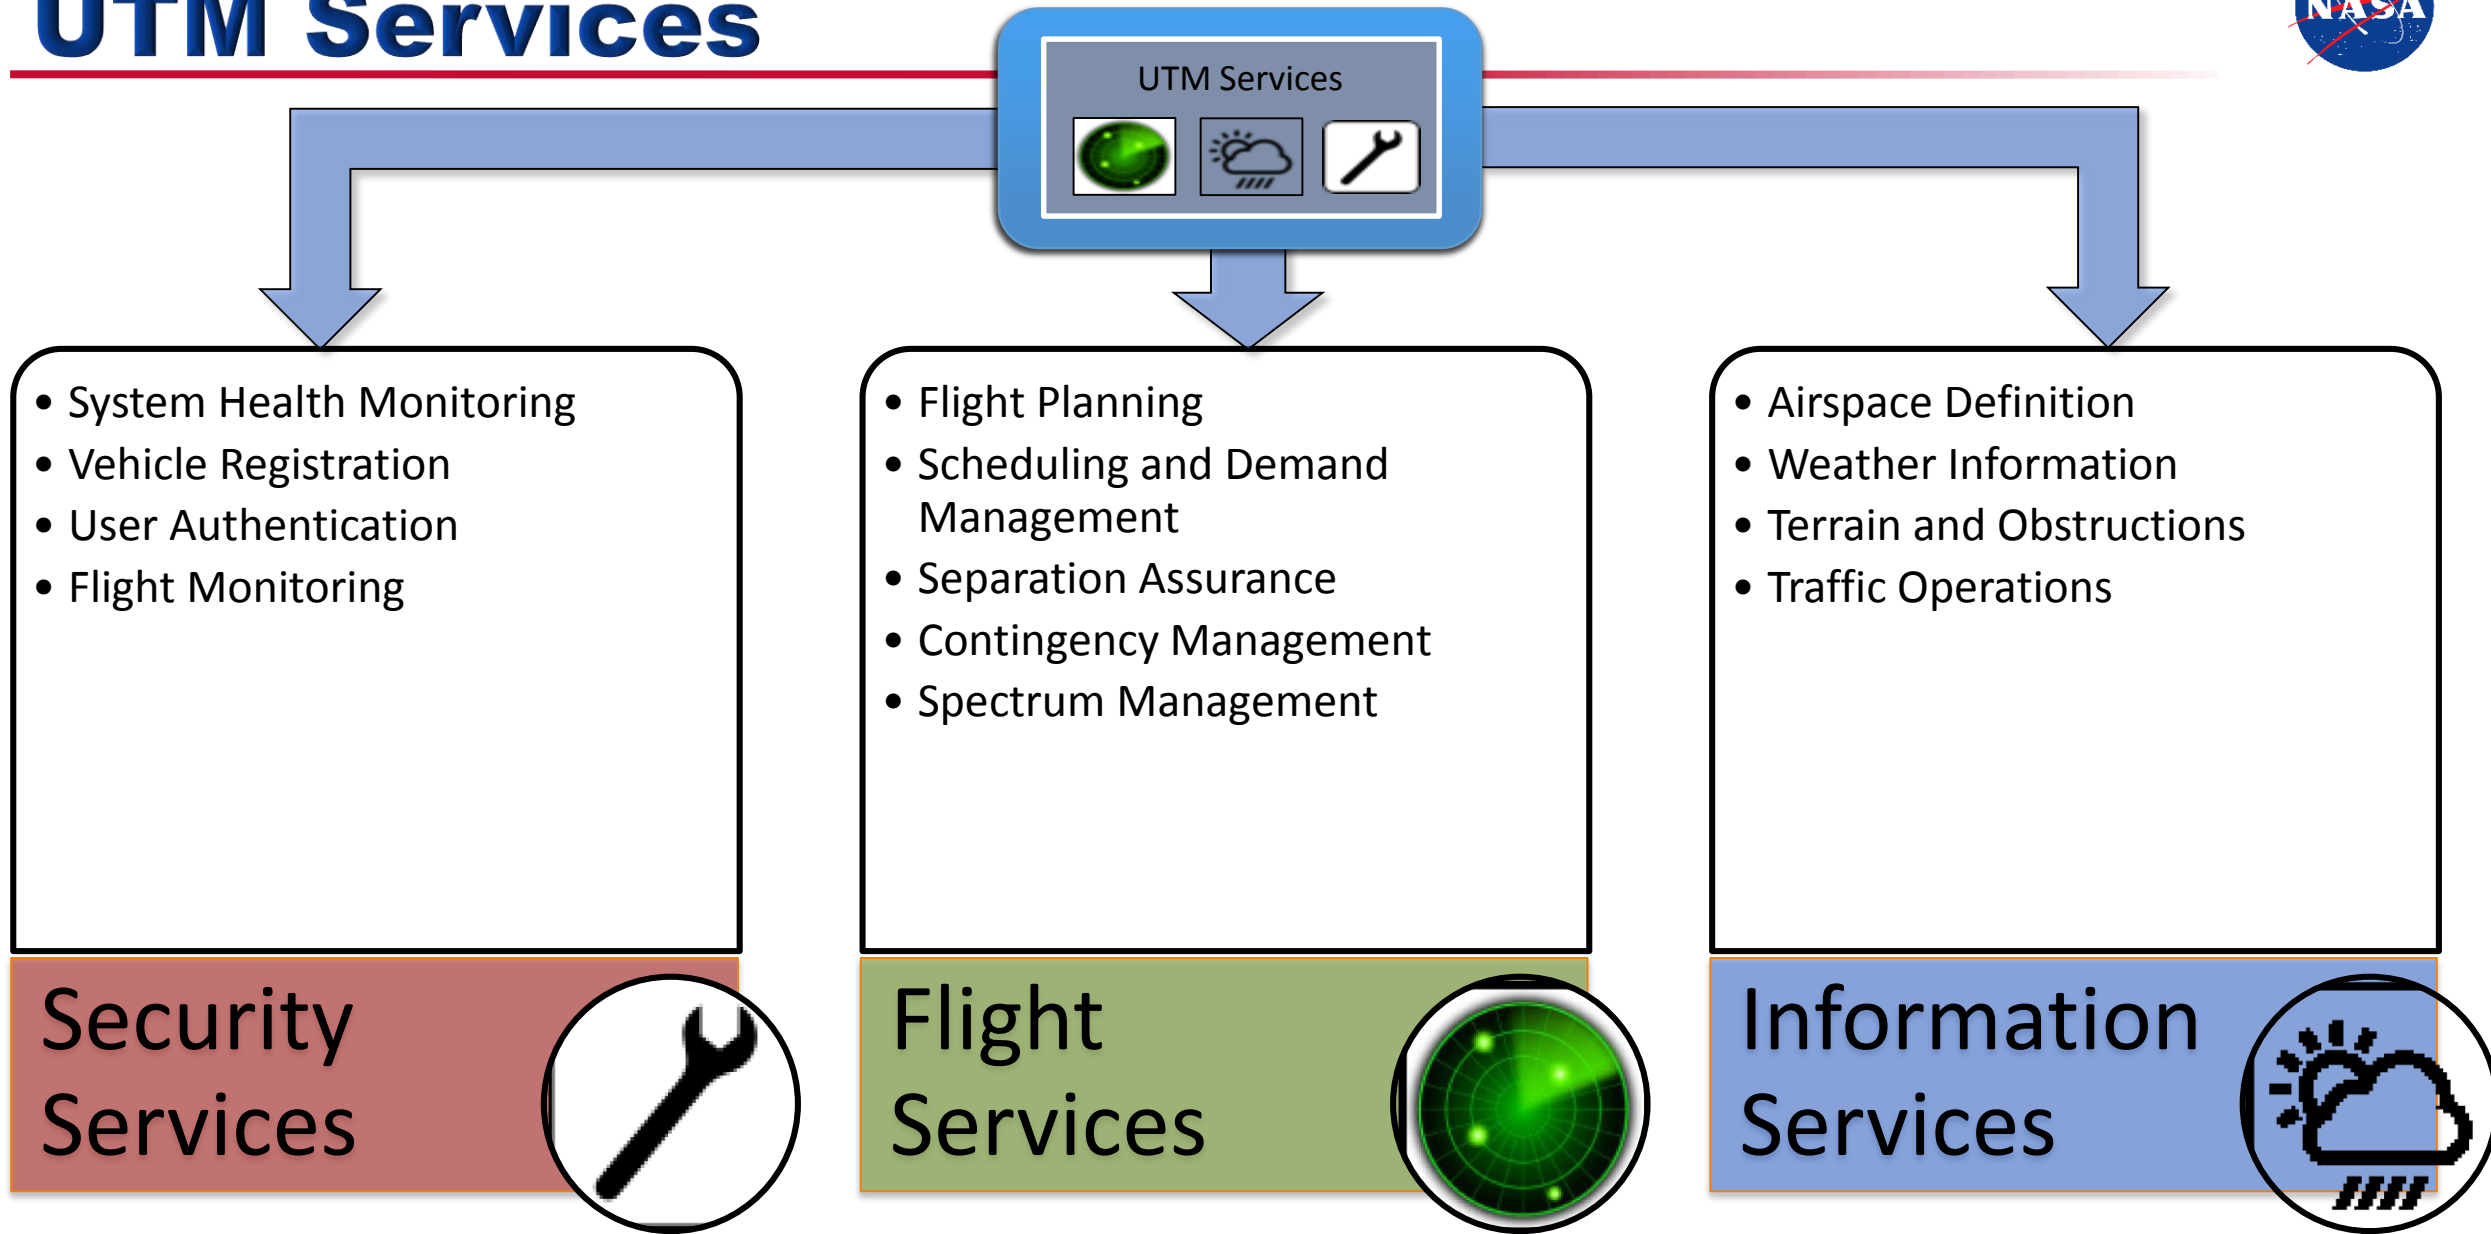 UTM Services
NASA
UTM Services
• System Health Monitoring
• Vehicle Registration
• User Authentication
• Flight Monitoring
• Flight Planning
• Scheduling and Demand
Management
• Separation Assurance
• Contingency Management
• Spectrum Management
• Airspace Definition
• Weather Information
• Terrain and Obstructions
• Traffic Operations
Security
Services
Flight
Services
Information
Services